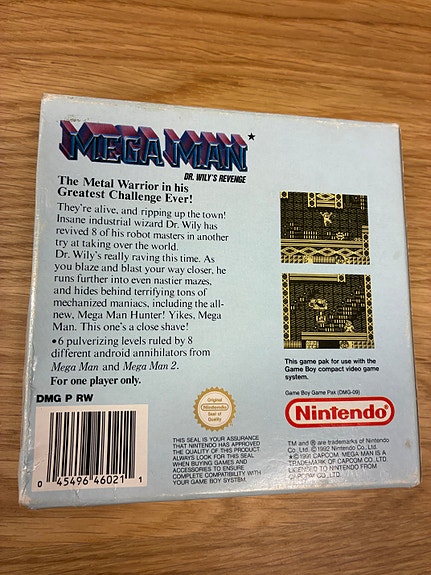 MEGA MAN*
DR. WILY'S REVENGE
The Metal Warrior in his
Greatest Challenge Ever!
They're alive, and ripping up the town!
Insane industrial wizard Dr. Wily has
revived 8 of his robot masters in another
try at taking over the world.
Dr. Wily's really raving this time. As
you blaze and blast your way closer, he
runs further into even nastier mazes,
and hides behind terrifying tons of
mechanized maniacs, including the all-
new, Mega Man Hunter! Yikes, Mega
Man. This one's a close shave!
•6 pulverizing levels ruled by 8
different android annihilators from
Mega Man and Mega Man 2.
For one player only.
DMG P RW
0 45496 46021 1
Original
Nintendo
Seal of
Quality
THIS SEAL IS YOUR ASSURANCE
THAT NINTENDO HAS APPROVED
THE QUALITY OF THIS PRODUCT.
ALWAYS LOOK FOR THIS SEAL
WHEN BUYING GAMES AND
ACCESSORIES TO ENSURE
COMPLETE COMPATIBILITY WITH
YOUR GAME BOY SYSTEM.
This game pak for use with the
Game Boy compact video game
system.
Game Boy Game Pak (DMG-09)
Nintendo®
TM and ® are trademarks of Nintendo
Co., Ltd. ©1992 Nintendo Co., Ltd.
★©1991 CAPCOM. MEGA MAN IS A
TRADEMARK OF CAPCOM CO., LTD.
LICENSED TO NINTENDO FROM
CAPCOM CO., LTD.